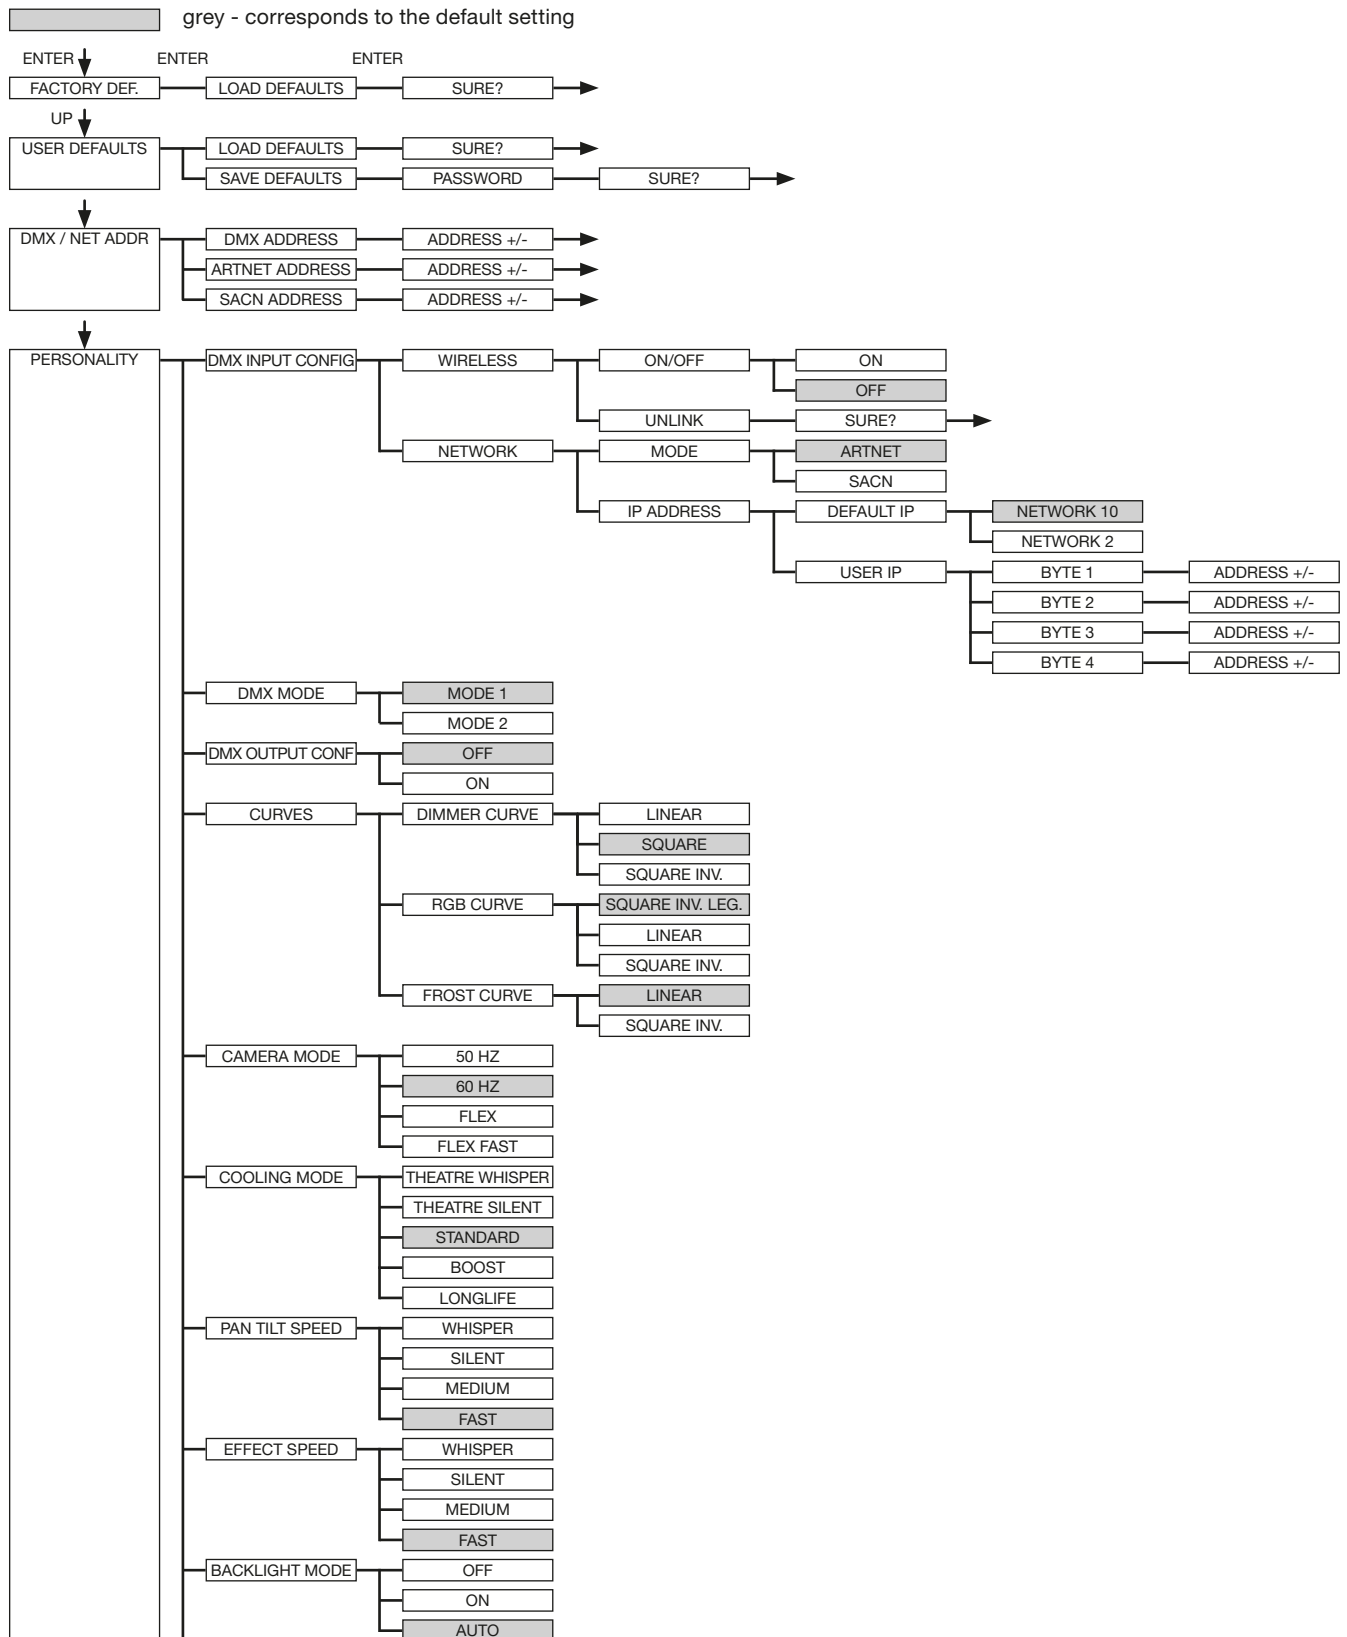 grey - corresponds to the default setting
ENTER ENTER ENTER
FACTORY DEF. LOAD DEFAULTS SURE?
UP
USER DEFAULTS LOAD DEFAULTS SURE?
SAVE DEFAULTS PASSWORD SURE?
DMX / NET ADDR DMX ADDRESS ADDRESS +/-
ARTNET ADDRESS ADDRESS +/-
SACN ADDRESS ADDRESS +/-
PERSONALITY DMX INPUT CONFIG WIRELESS ON/OFF ON
OFF
UNLINK SURE?
NETWORK MODE ARTNET
SACN
IP ADDRESS DEFAULT IP NETWORK 10
NETWORK 2
USER IP BYTE 1 ADDRESS +/-
BYTE 2 ADDRESS +/-
BYTE 3 ADDRESS +/-
BYTE 4 ADDRESS +/-
DMX MODE MODE 1
MODE 2
DMX OUTPUT CONF OFF
ON
CURVES DIMMER CURVE LINEAR
SQUARE
SQUARE INV.
RGB CURVE SQUARE INV. LEG.
LINEAR
SQUARE INV.
FROST CURVE LINEAR
SQUARE INV.
CAMERA MODE 50 HZ
60 HZ
FLEX
FLEX FAST
COOLING MODE THEATRE WHISPER
THEATRE SILENT
STANDARD
BOOST
LONGLIFE
PAN TILT SPEED WHISPER
SILENT
MEDIUM
FAST
EFFECT SPEED WHISPER
SILENT
MEDIUM
FAST
BACKLIGHT MODE OFF
ON
AUTO